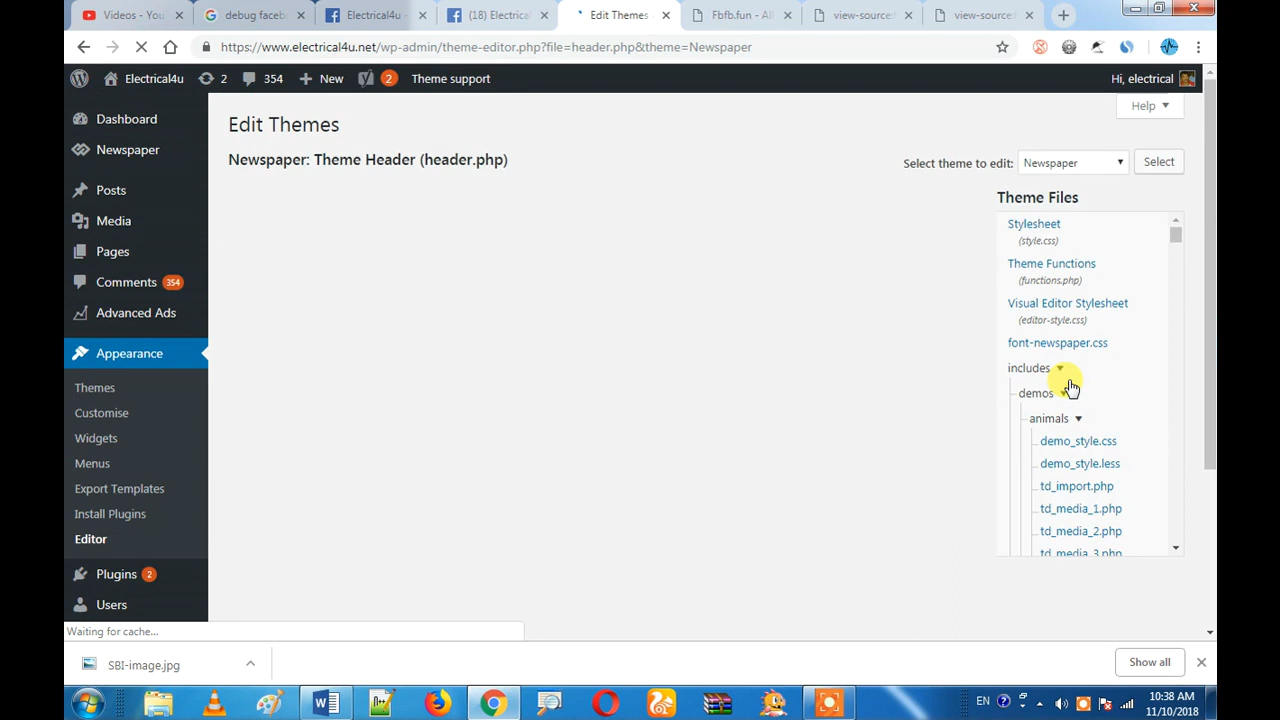 Videos - You
debug facebo
Electrical4u -
(18) Electrica
Edit Themes
Fbfb.fun - All
view-source:
view-source:
https://www.electrical4u.net/wp-admin/theme-editor.php?file=header.php&theme=Newspaper
Electrical4u
2
354
New
2
Theme support
Hi, electrical
Help
Dashboard
Newspaper
Posts
Media
Pages
Comments 354
Advanced Ads
Appearance
Themes
Customise
Widgets
Menus
Export Templates
Install Plugins
Editor
Plugins 2
Users
Edit Themes
Newspaper: Theme Header (header.php)
Select theme to edit: Newspaper Select
Theme Files
Stylesheet
(style.css)
Theme Functions
(functions.php)
Visual Editor Stylesheet
(editor-style.css)
font-newspaper.css
includes
demos
animals
demo_style.css
demo_style.less
td_import.php
td_media_1.php
td_media_2.php
td_media_3.php
Waiting for cache...
SBI-image.jpg
Show all
EN
10:38 AM
11/10/2018